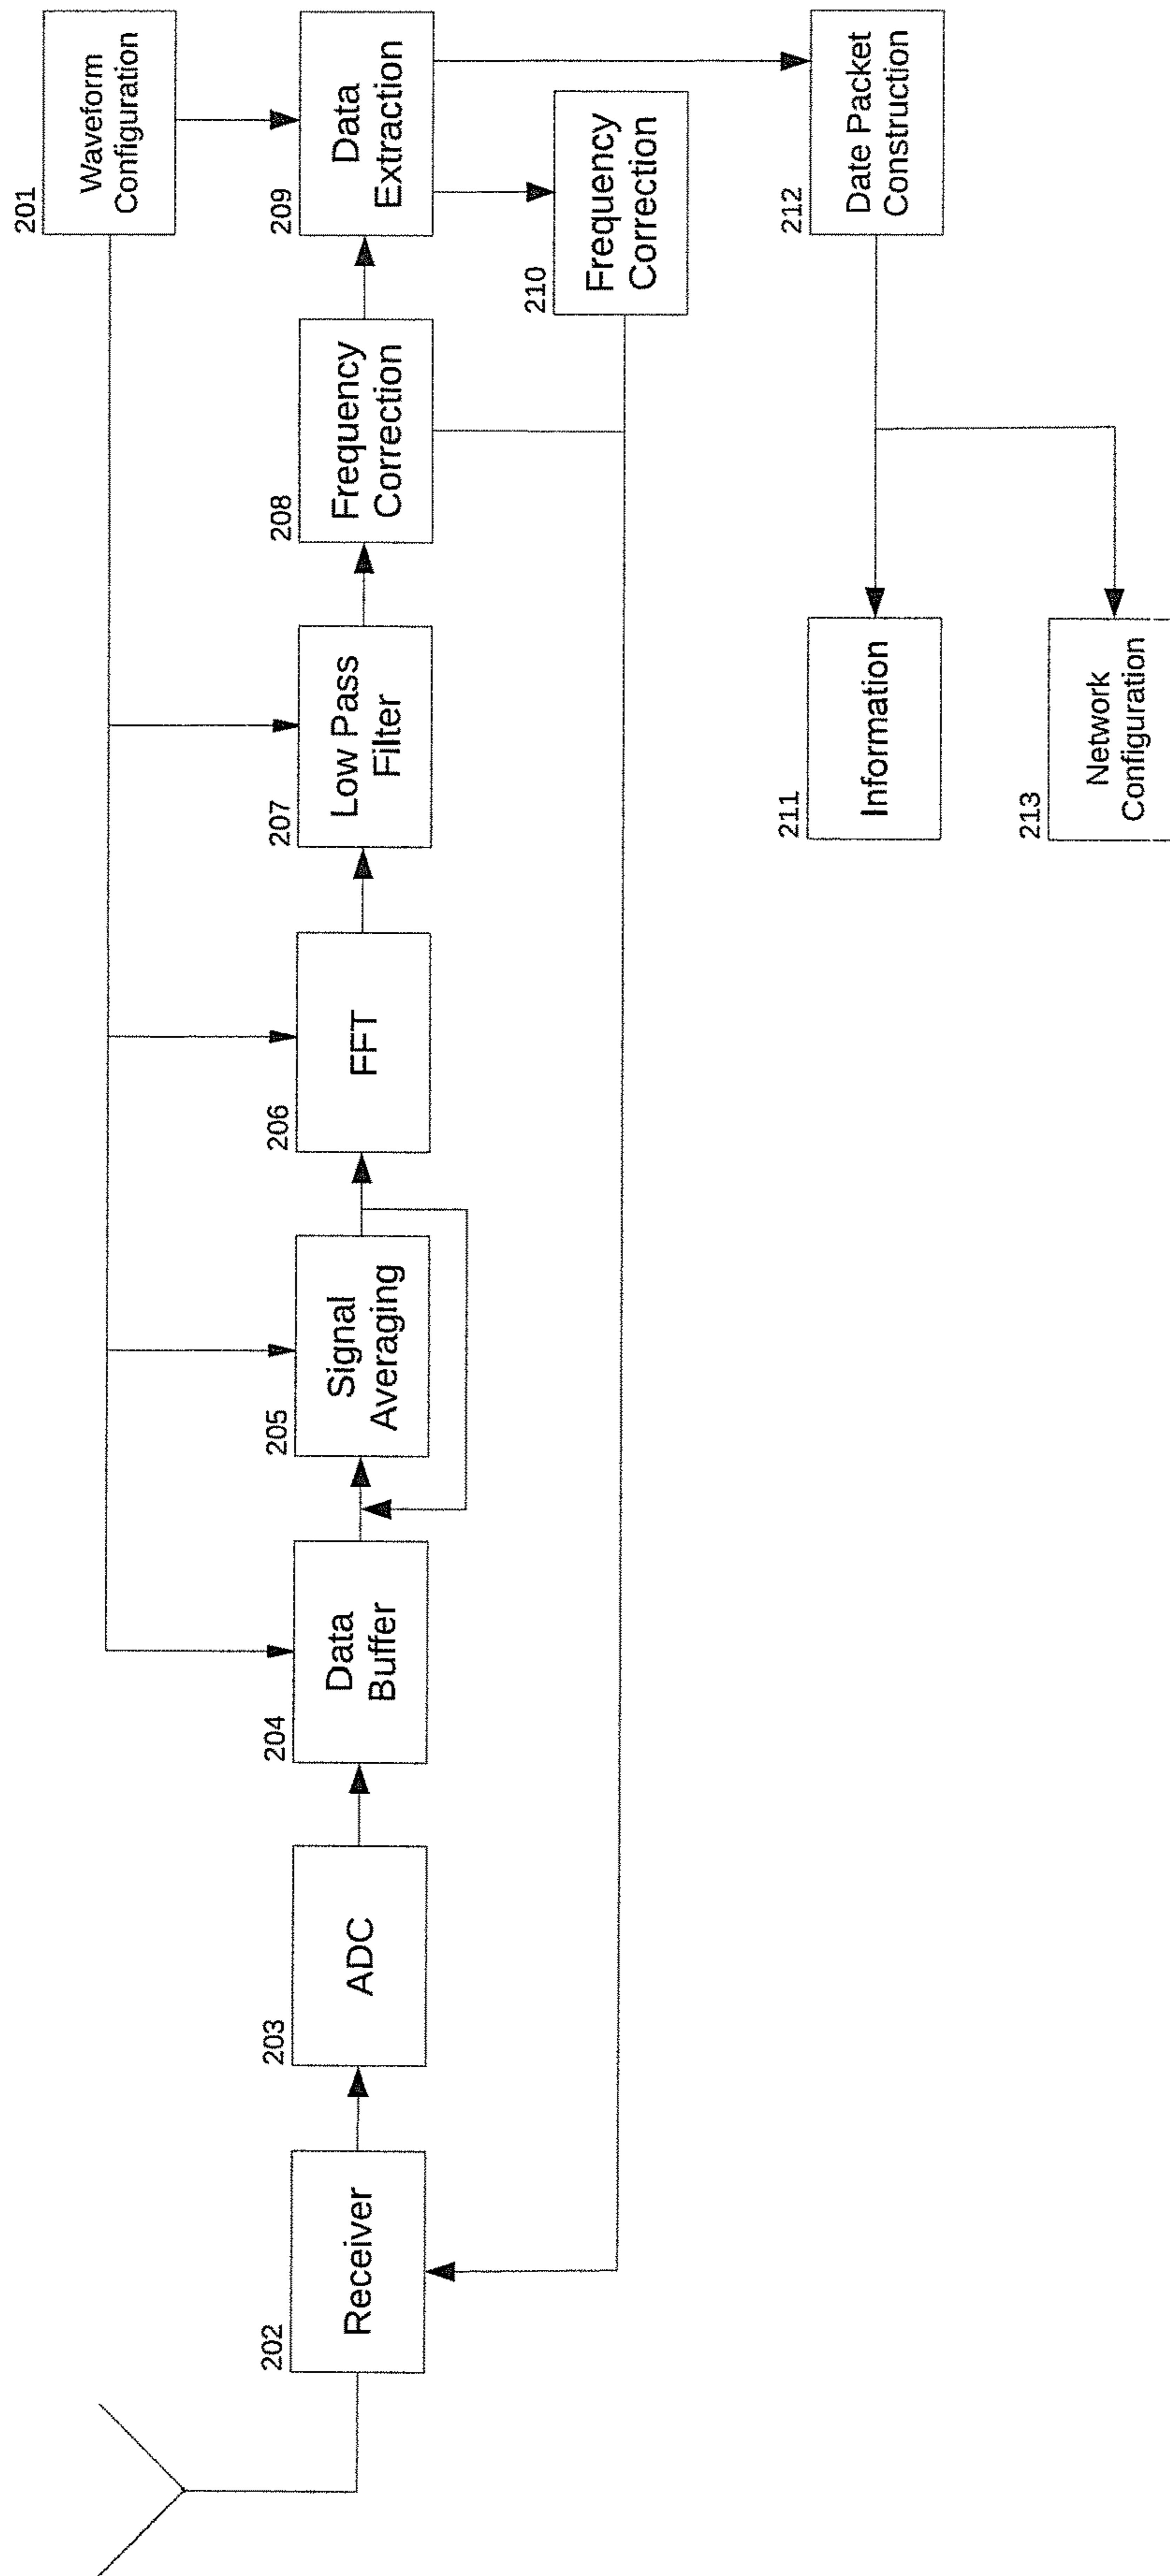 201
Waveform
Configuration
202
Receiver
203
ADC
204
Data
Buffer
205
Signal
Averaging
206
FFT
207
Low Pass
Filter
208
Frequency
Correction
209
Data
Extraction
210
Frequency
Correction
211
Information
212
Date Packet
Construction
213
Network
Configuration